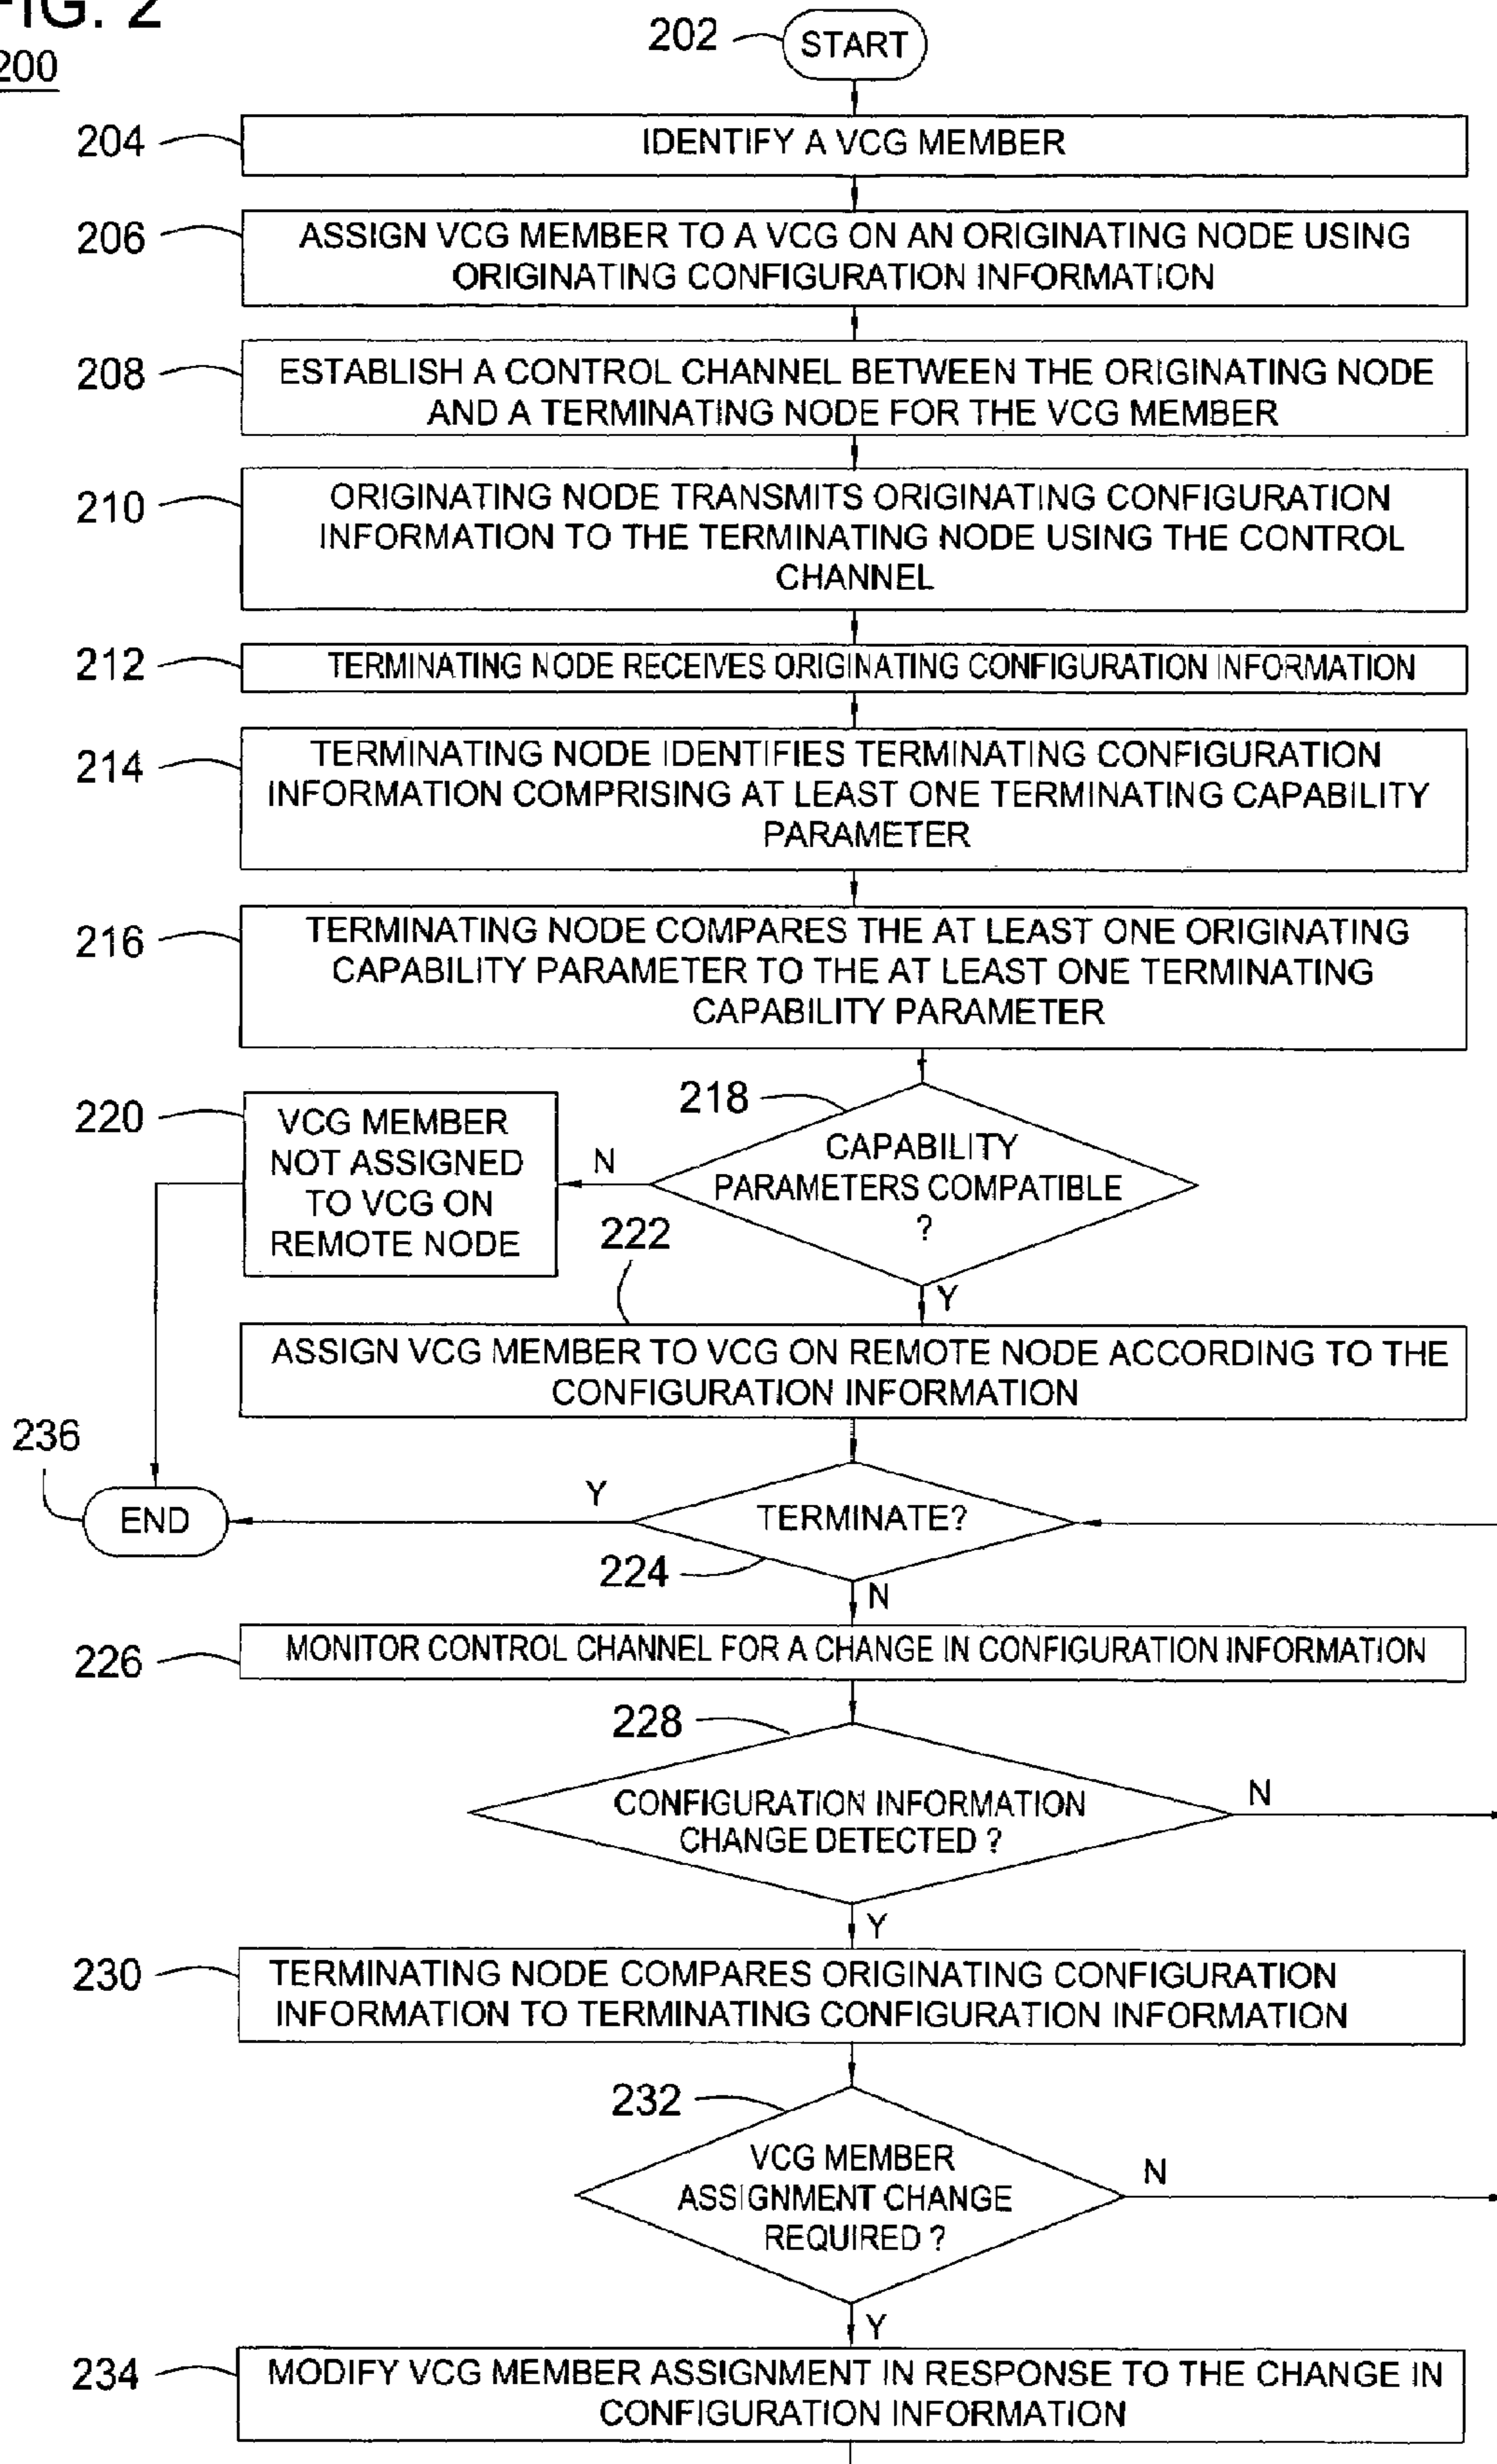 FIG. 2
200
202
START
204
IDENTIFY A VCG MEMBER
206
ASSIGN VCG MEMBER TO A VCG ON AN ORIGINATING NODE USING
ORIGINATING CONFIGURATION INFORMATION
208
ESTABLISH A CONTROL CHANNEL BETWEEN THE ORIGINATING NODE
AND A TERMINATING NODE FOR THE VCG MEMBER
210
ORIGINATING NODE TRANSMITS ORIGINATING CONFIGURATION
INFORMATION TO THE TERMINATING NODE USING THE CONTROL
CHANNEL
212
TERMINATING NODE RECEIVES ORIGINATING CONFIGURATION INFORMATION
214
TERMINATING NODE IDENTIFIES TERMINATING CONFIGURATION
INFORMATION COMPRISING AT LEAST ONE TERMINATING CAPABILITY
PARAMETER
216
TERMINATING NODE COMPARES THE AT LEAST ONE ORIGINATING
CAPABILITY PARAMETER TO THE AT LEAST ONE TERMINATING
CAPABILITY PARAMETER
218
CAPABILITY
PARAMETERS COMPATIBLE
?
N
220
VCG MEMBER
NOT ASSIGNED
TO VCG ON
REMOTE NODE
Y
222
ASSIGN VCG MEMBER TO VCG ON REMOTE NODE ACCORDING TO THE
CONFIGURATION INFORMATION
236
END
Y
TERMINATE?
224
N
226
MONITOR CONTROL CHANNEL FOR A CHANGE IN CONFIGURATION INFORMATION
228
CONFIGURATION INFORMATION
CHANGE DETECTED ?
N
Y
230
TERMINATING NODE COMPARES ORIGINATING CONFIGURATION
INFORMATION TO TERMINATING CONFIGURATION INFORMATION
232
VCG MEMBER
ASSIGNMENT CHANGE
REQUIRED ?
N
Y
234
MODIFY VCG MEMBER ASSIGNMENT IN RESPONSE TO THE CHANGE IN
CONFIGURATION INFORMATION